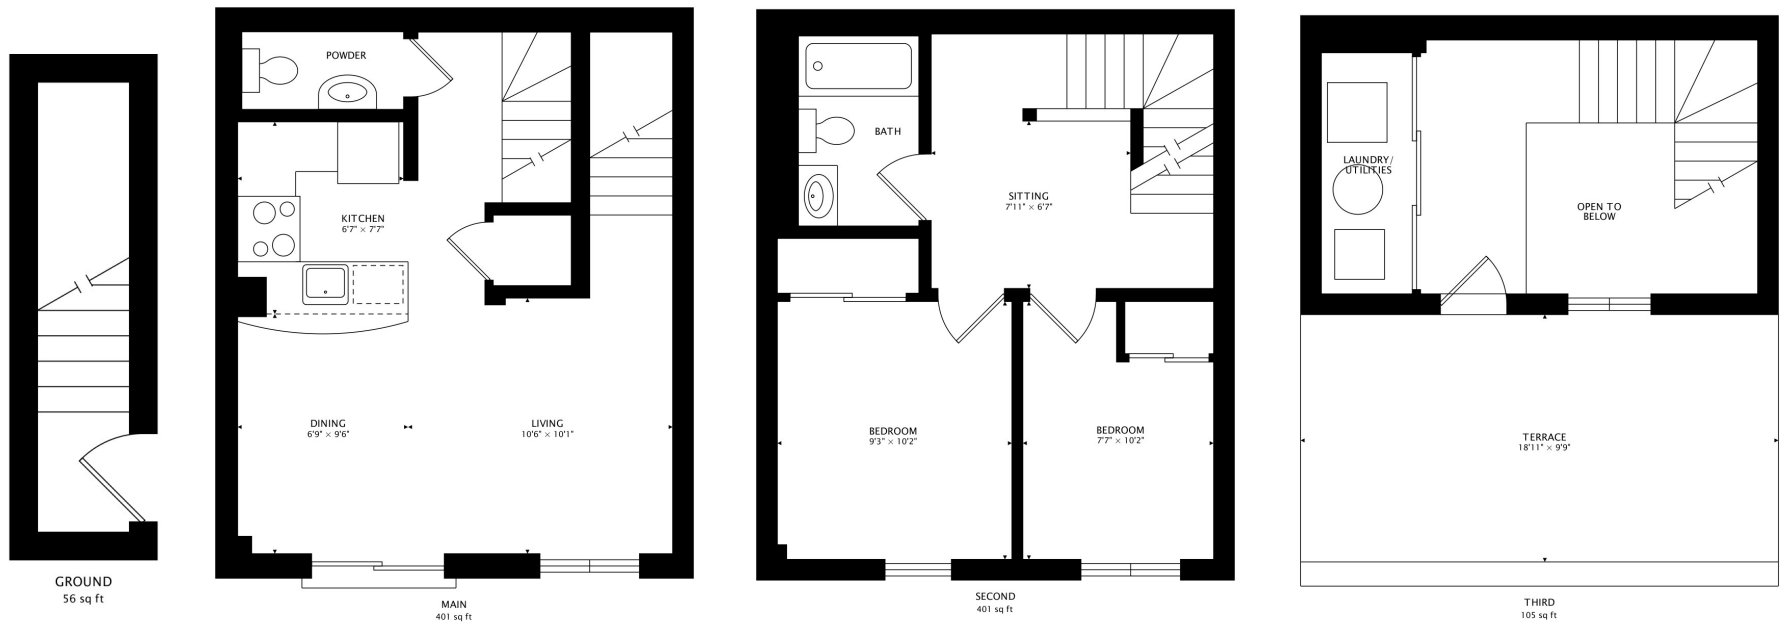 GROUND
56 sq ft
POWDER
KITCHEN
6'7" × 7'7"
DINING
6'9" × 9'6"
LIVING
10'6" × 10'1"
MAIN
401 sq ft
BATH
SITTING
7'11" × 6'7"
BEDROOM
9'3" × 10'2"
BEDROOM
7'7" × 10'2"
SECOND
401 sq ft
LAUNDRY/
UTILITIES
OPEN TO
BELOW
TERRACE
18'11" × 9'9"
THIRD
105 sq ft